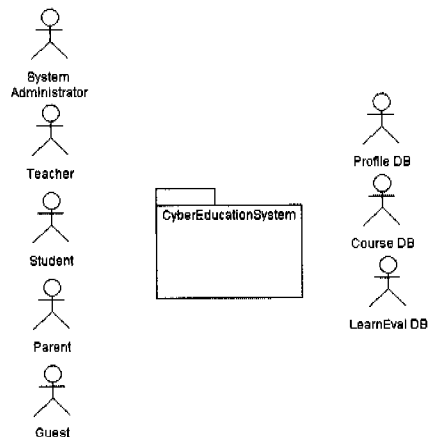 System
Administrator
Teacher
Student
Parent
Guest
CyberEducationSystem
Profile DB
Course DB
LearnEval DB